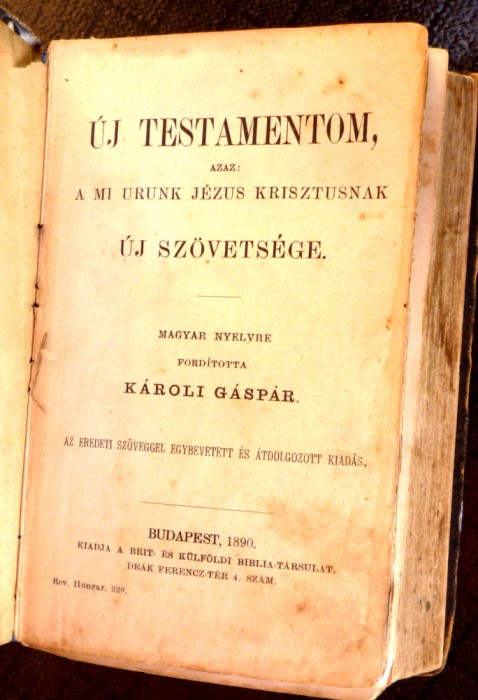 ÚJ TESTAMENTOM,
AZAZ:
A MI URUNK JÉZUS KRISZTUSNAK
ÚJ SZÖVETSÉGE.
MAGYAR NYELVRE
FORDÍTOTTA
KÁROLI GÁSPÁR.
AZ EREDETI SZÖVEGGEL EGYBEVETETT ÉS ÁTDOLGOZOTT KIADÁS.
BUDAPEST, 1890.
KIADJA A BRIT- ÉS KÜLFÖLDI BIBLIA-TÁRSULAT.
DEÁK FERENCZ-TÉR 4. SZÁM.
Rev. Hungar. 320.